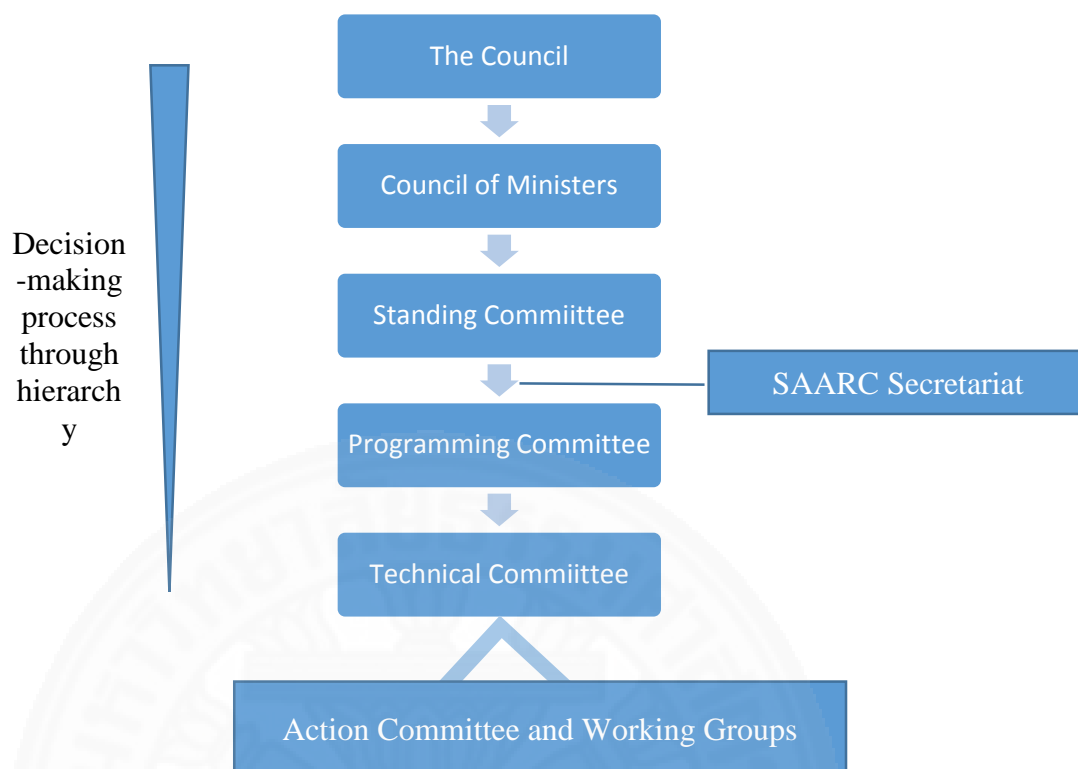 The Council
Council of Ministers
Decision
-making
process
through
hierarch
y
Standing Commiittee
SAARC Secretariat
Programming Committee
Technical Commiittee
Action Committee and Working Groups